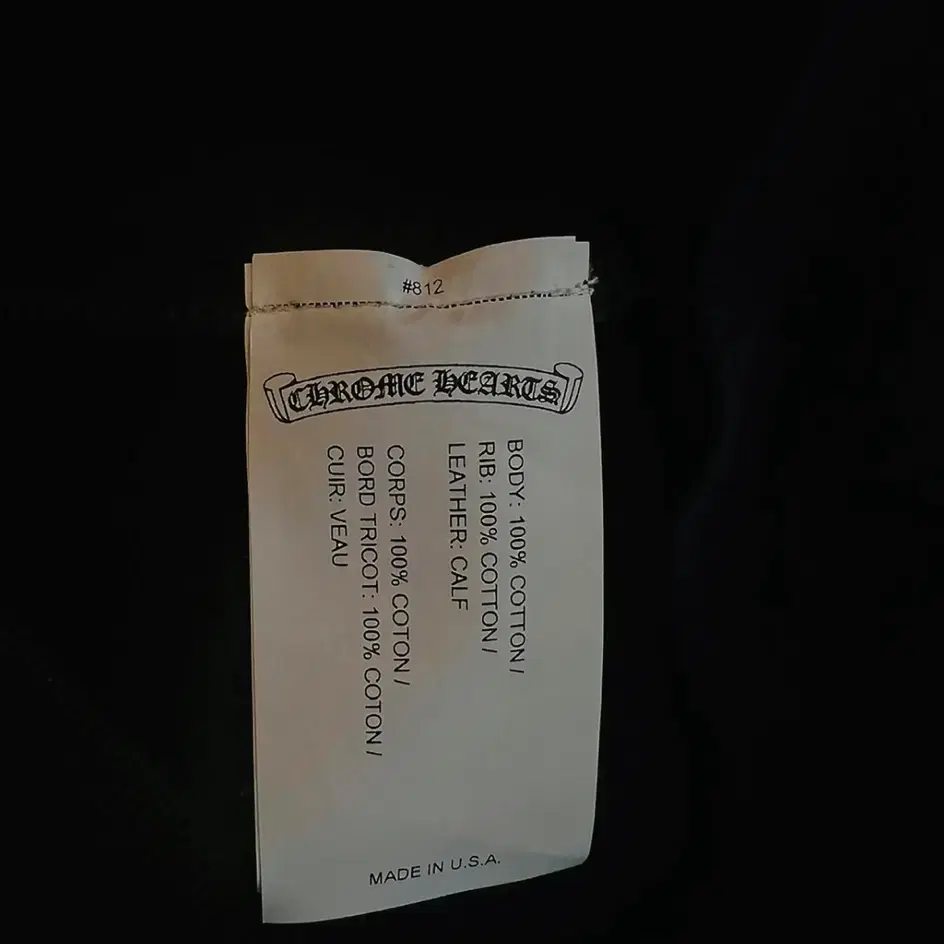 #812
CHROME HEARTS
BODY: 100% COTTON /
RIB: 100% COTTON /
LEATHER: CALF
CORPS: 100% COTON /
BORD TRICOT: 100% COTON /
CUIR: VEAU
MADE IN U.S.A.